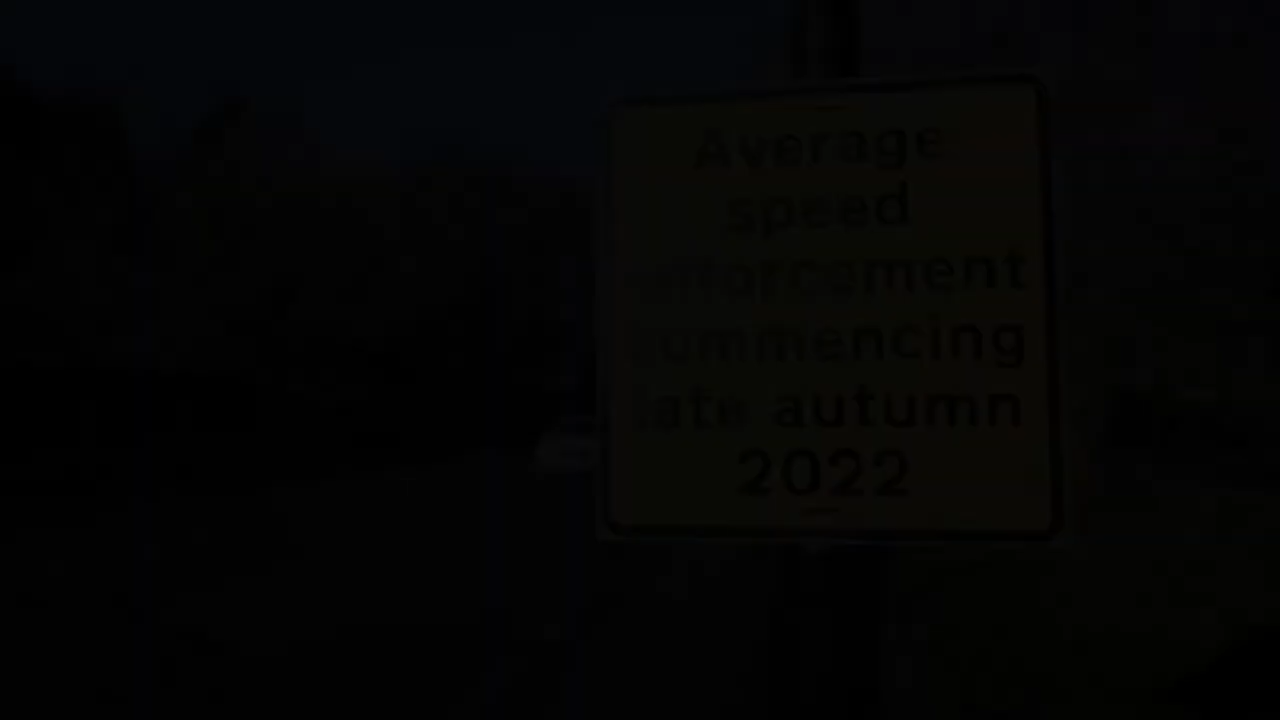 Average
speed
enforcement
commencing
late autumn
2022